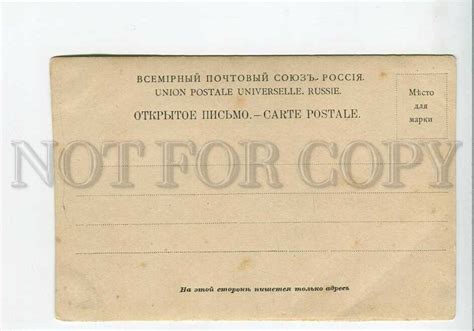 ВСЕМІРНЫЙ ПОЧТОВЫЙ СОЮЗЪ. РОССІЯ.
UNION POSTALE UNIVERSELLE. RUSSIE.
ОТКРЫТОЕ ПИСЬМО.—CARTE POSTALE.
Мѣсто
для
марки
NOT FOR COPY
На этой сторонѣ пишется только адресъ